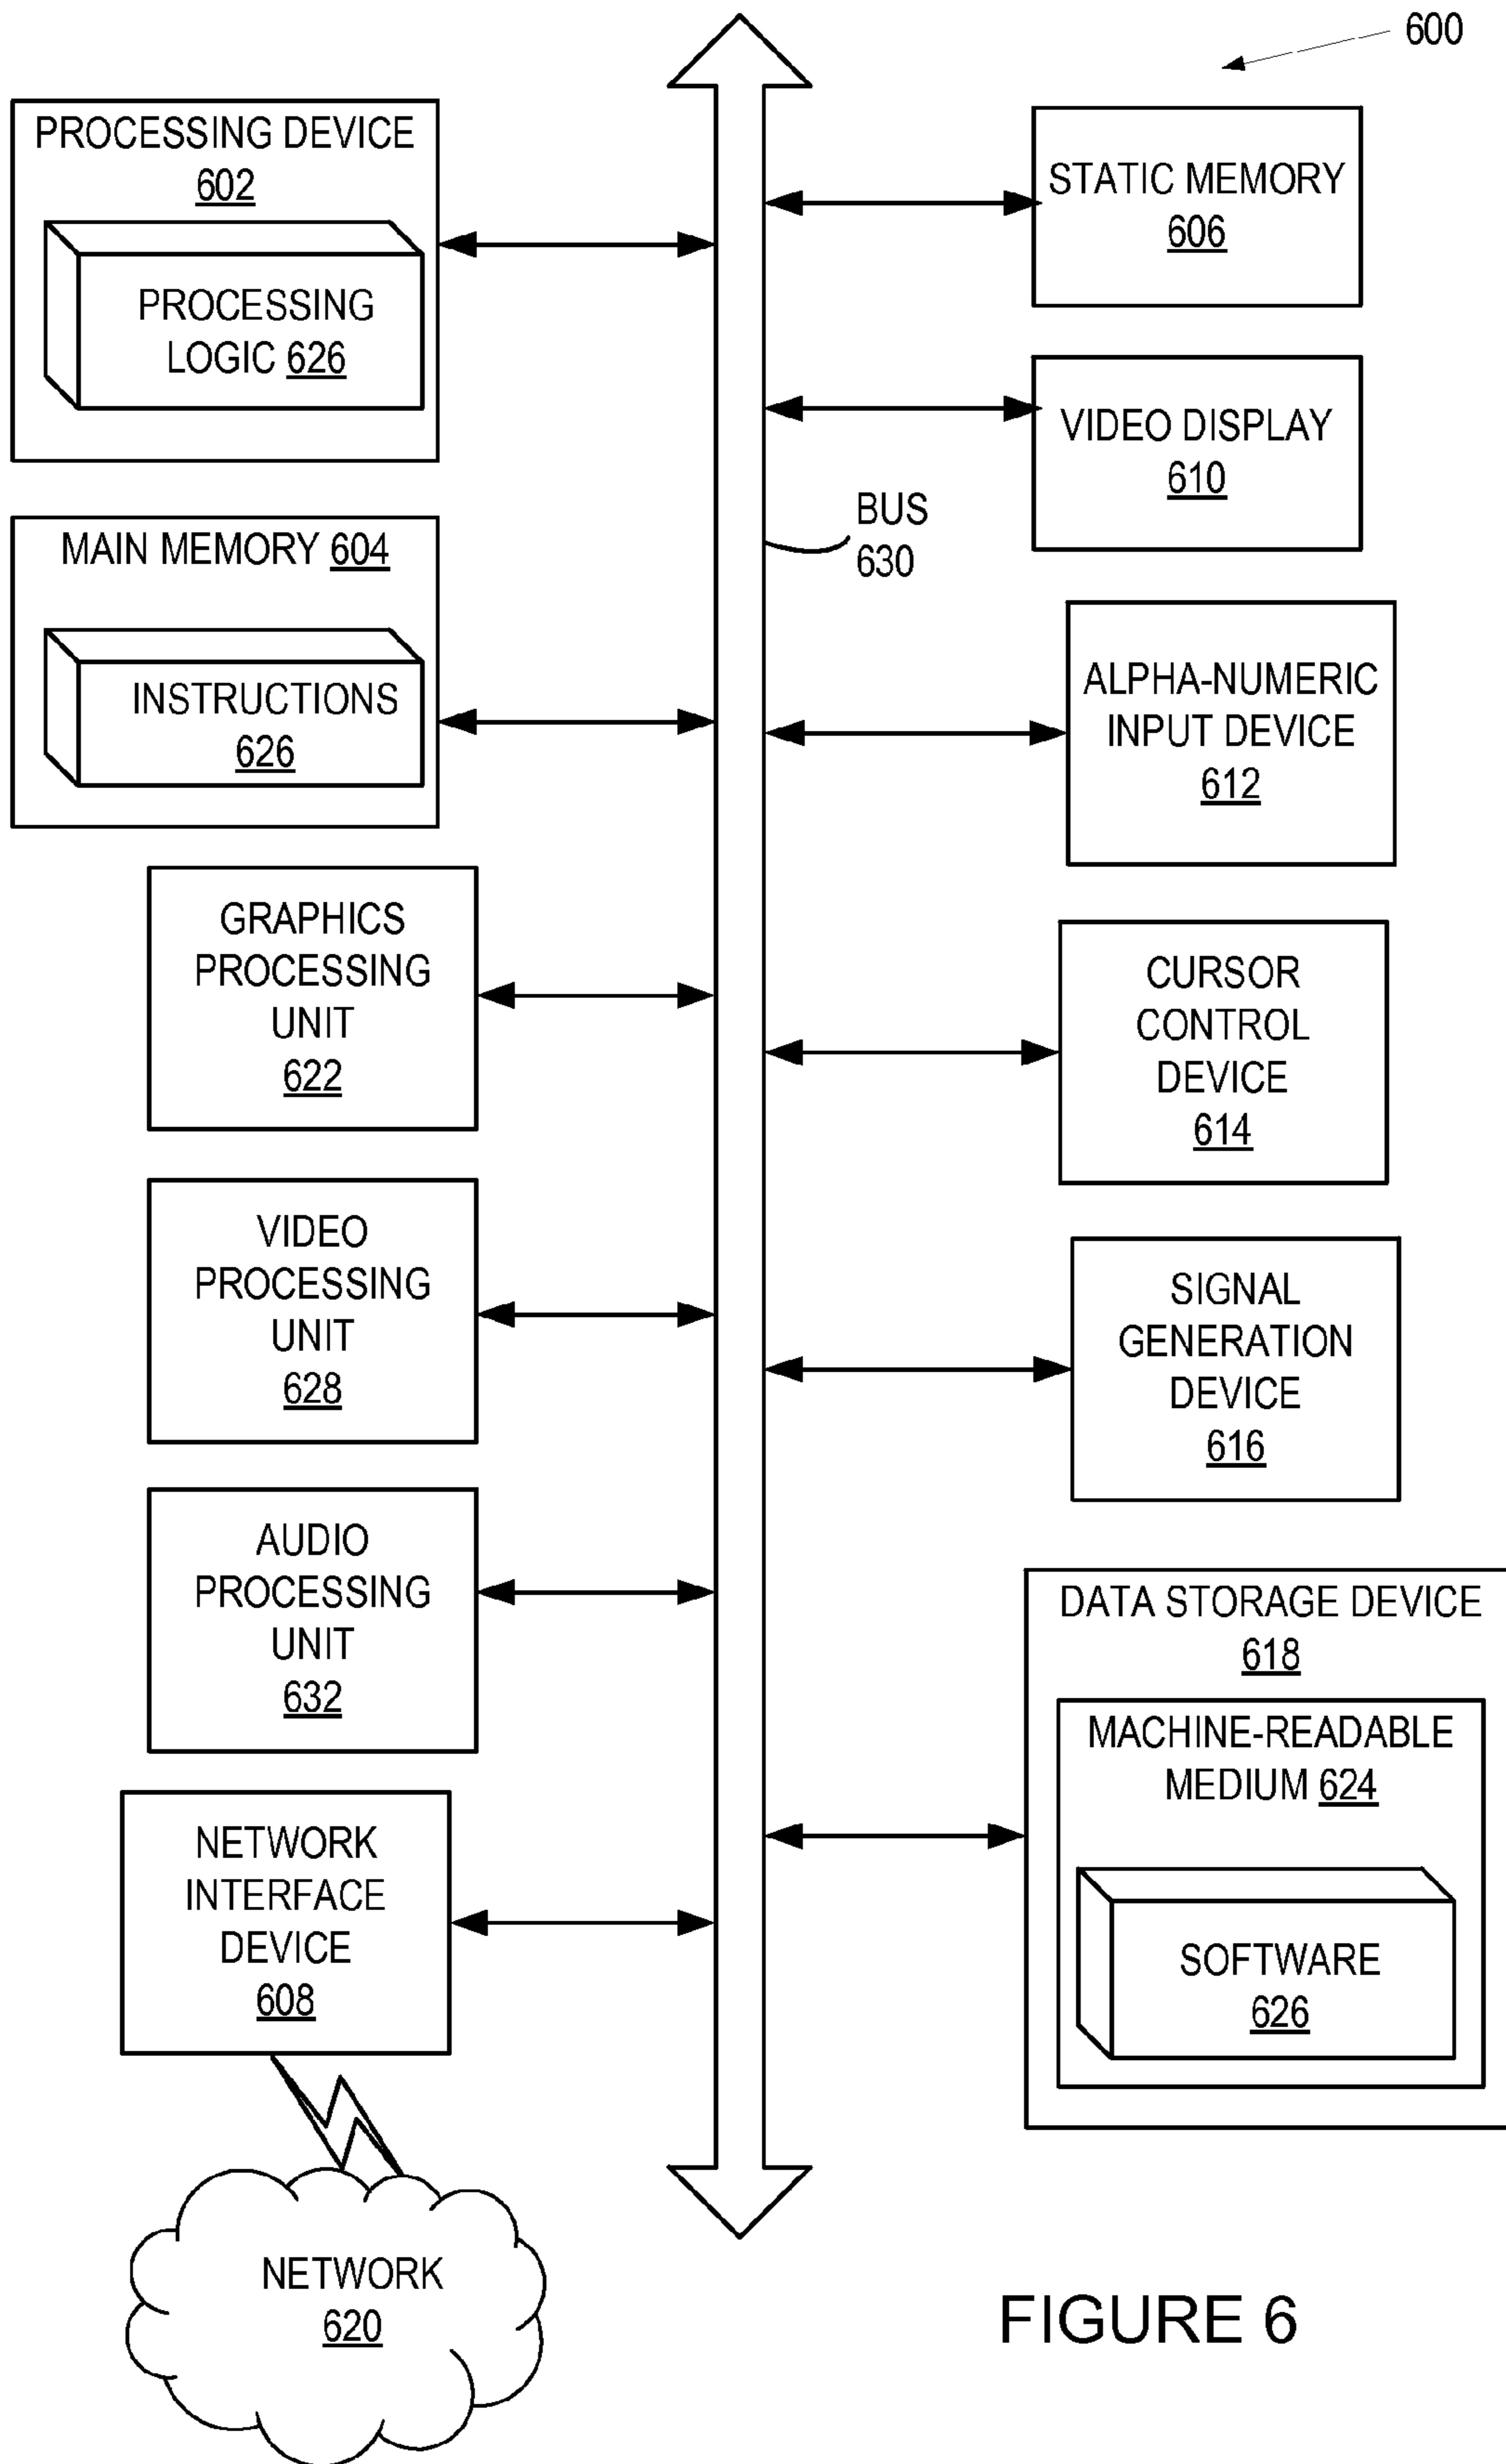 600
PROCESSING DEVICE
602
PROCESSING
LOGIC 626
MAIN MEMORY 604
INSTRUCTIONS
626
GRAPHICS
PROCESSING
UNIT
622
VIDEO
PROCESSING
UNIT
628
AUDIO
PROCESSING
UNIT
632
NETWORK
INTERFACE
DEVICE
608
NETWORK
620
BUS
630
STATIC MEMORY
606
VIDEO DISPLAY
610
ALPHA-NUMERIC
INPUT DEVICE
612
CURSOR
CONTROL
DEVICE
614
SIGNAL
GENERATION
DEVICE
616
DATA STORAGE DEVICE
618
MACHINE-READABLE
MEDIUM 624
SOFTWARE
626
FIGURE 6